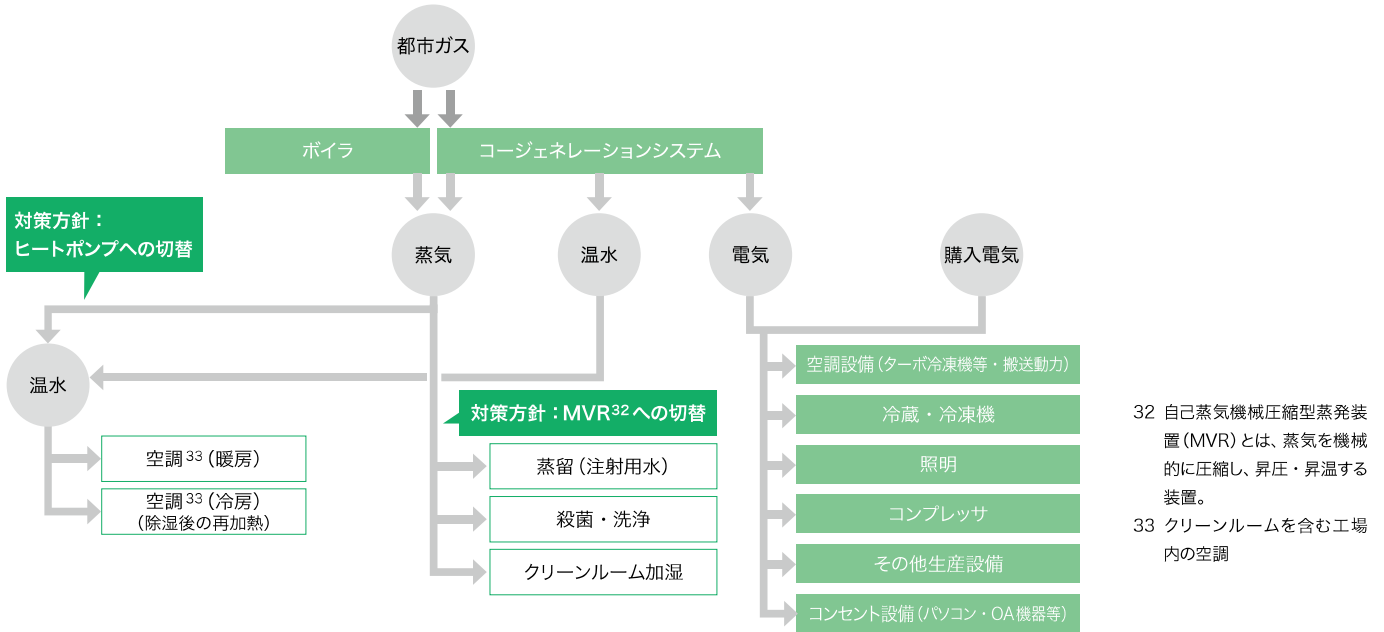 都市ガス
ボイラ
コージェネレーションシステム
対策方針：
ヒートポンプへの切替
蒸気
温水
電気
購入電気
温水
空調33（暖房）
空調33（冷房）
（除湿後の再加熱）
対策方針：MVR32への切替
蒸留（注射用水）
殺菌・洗浄
クリーンルーム加湿
空調設備（ターボ冷凍機等・搬送動力）
冷蔵・冷凍機
照明
コンプレッサ
その他生産設備
コンセント設備（パソコン・OA機器等）
32 自己蒸気機械圧縮型蒸発装
置（MVR）とは、蒸気を機械
的に圧縮し、昇圧・昇温する
装置。
33 クリーンルームを含む工場
内の空調